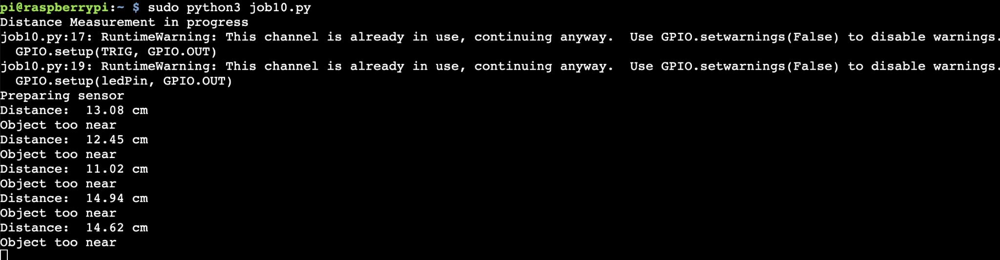 pi@raspberrypi:~ $ sudo python3 job10.py
Distance Measurement in progress
job10.py:17: RuntimeWarning: This channel is already in use, continuing anyway.  Use GPIO.setwarnings(False) to disable warnings.
  GPIO.setup(TRIG, GPIO.OUT)
job10.py:19: RuntimeWarning: This channel is already in use, continuing anyway.  Use GPIO.setwarnings(False) to disable warnings.
  GPIO.setup(ledPin, GPIO.OUT)
Preparing sensor
Distance:  13.08 cm
Object too near
Distance:  12.45 cm
Object too near
Distance:  11.02 cm
Object too near
Distance:  14.94 cm
Object too near
Distance:  14.62 cm
Object too near